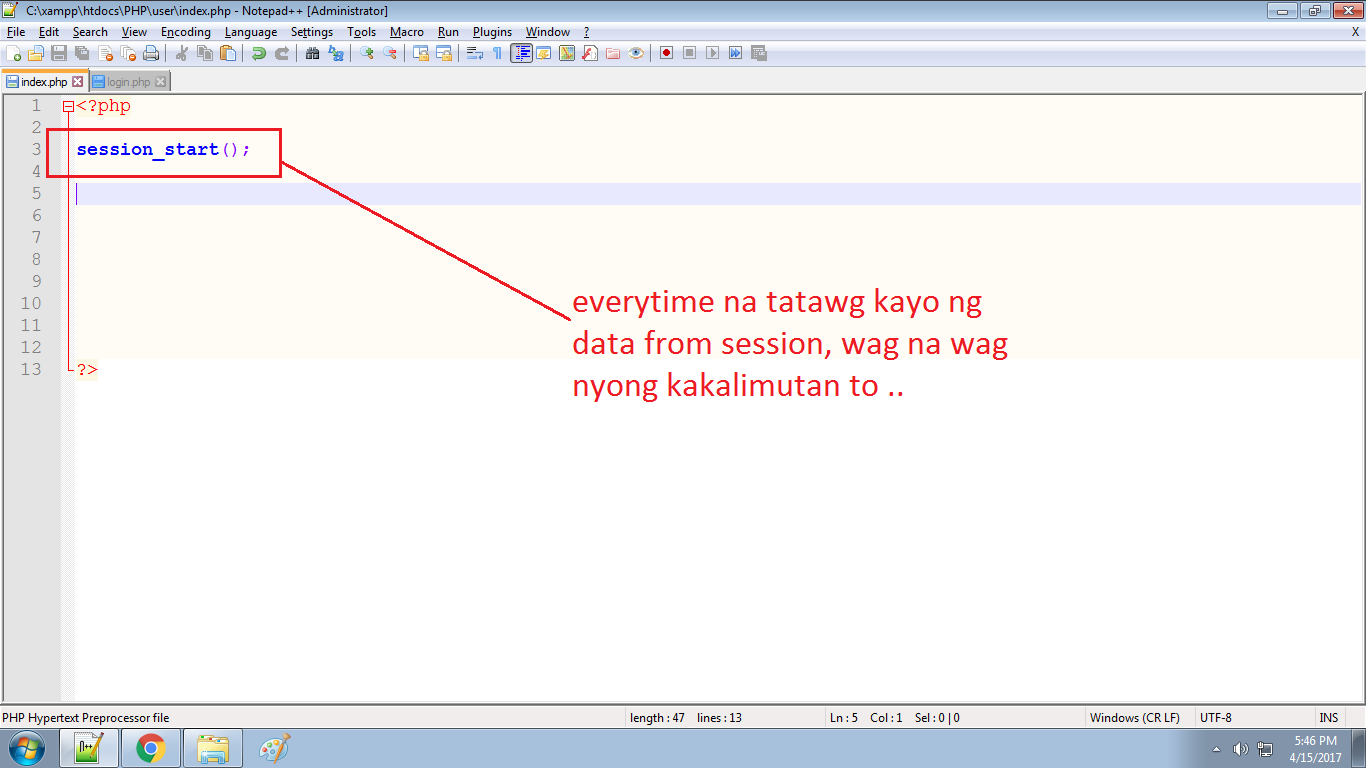 C:\xampp\htdocs\PHP\user\index.php - Notepad++ [Administrator]
File Edit Search View Encoding Language Settings Tools Macro Run Plugins Window ? X
index.php login.php
1 <?php
2
3 session_start();
4
5
6
7
8
9
10
11
12
13 ?>
everytime na tatawg kayo ng
data from session, wag na wag
nyong kakalimutan to ..
PHP Hypertext Preprocessor file length : 47 lines : 13 Ln : 5 Col : 1 Sel : 0 | 0 Windows (CR LF) UTF-8 INS
5:46 PM
4/15/2017